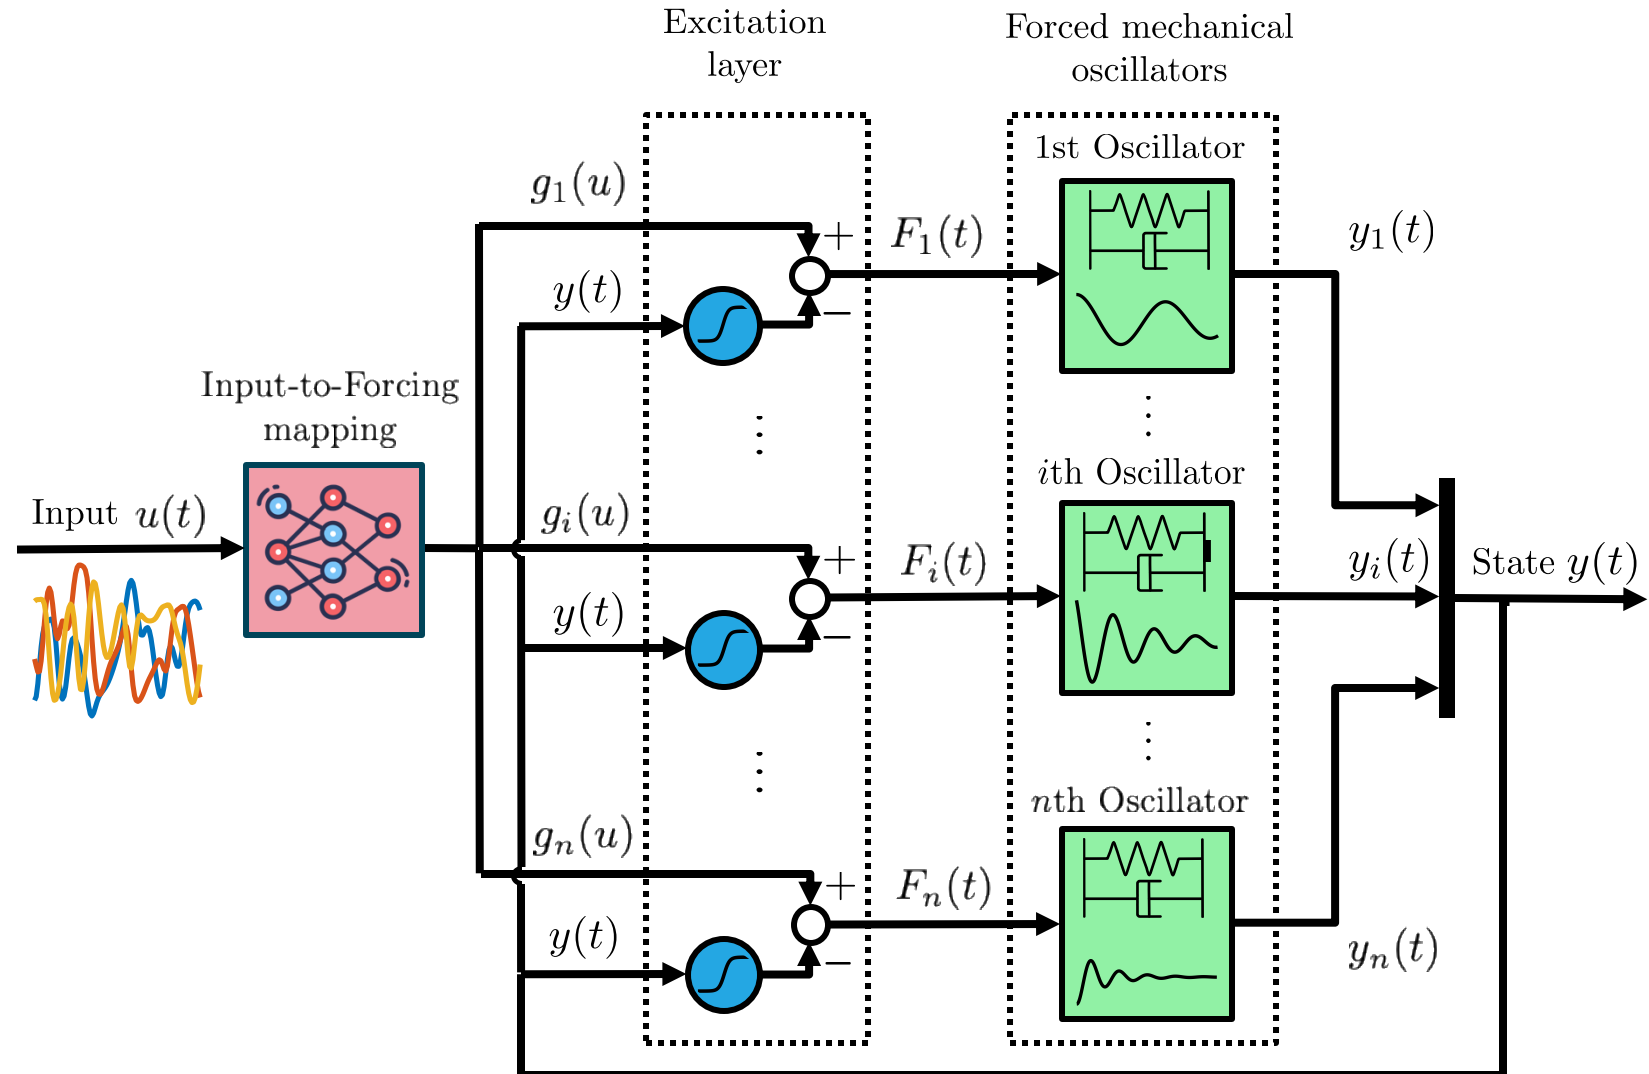 Excitation
layer
Forced mechanical
oscillators
1st Oscillator
g₁(u)
+
F₁(t)
y₁(t)
y(t)
−
Input-to-Forcing
mapping
⋮
⋮
ith Oscillator
Input u(t)
gᵢ(u)
+
Fᵢ(t)
yᵢ(t)
State y(t)
y(t)
−
⋮
⋮
nth Oscillator
gₙ(u)
+
Fₙ(t)
y(t)
−
yₙ(t)